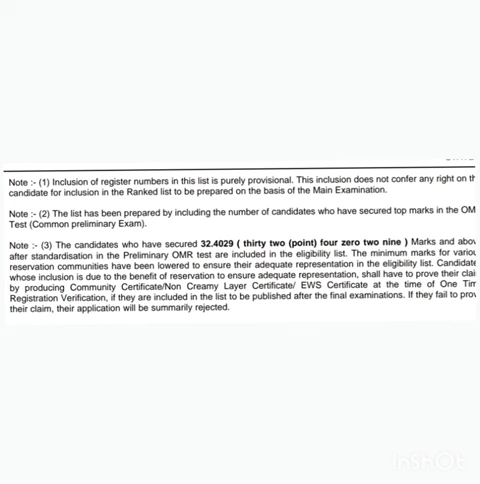 Note :- (1) Inclusion of register numbers in this list is purely provisional. This inclusion does not confer any right on th
candidate for inclusion in the Ranked list to be prepared on the basis of the Main Examination.
Note :- (2) The list has been prepared by including the number of candidates who have secured top marks in the OM
Test (Common preliminary Exam).
Note :- (3) The candidates who have secured 32.4029 ( thirty two (point) four zero two nine ) Marks and abov
after standardisation in the Preliminary OMR test are included in the eligibility list. The minimum marks for variou
reservation communities have been lowered to ensure their adequate representation in the eligibility list. Candidate
whose inclusion is due to the benefit of reservation to ensure adequate representation, shall have to prove their clai
by producing Community Certificate/Non Creamy Layer Certificate/ EWS Certificate at the time of One Tim
Registration Verification, if they are included in the list to be published after the final examinations. If they fail to prov
their claim, their application will be summarily rejected.
InShOt